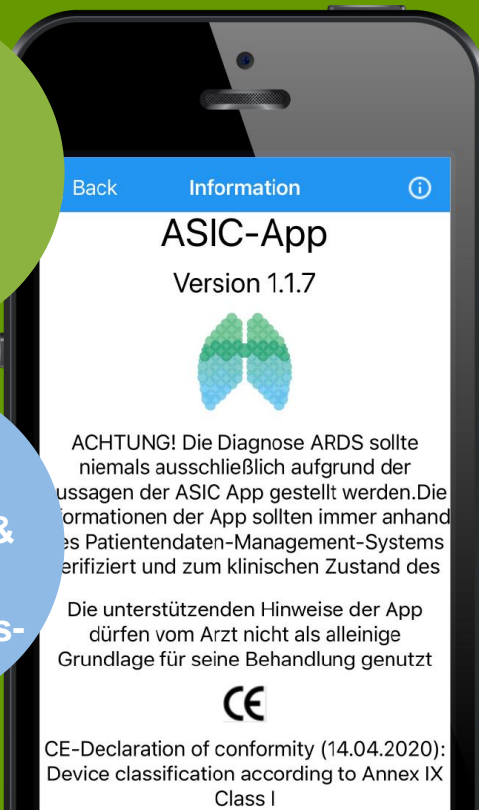 Back Information
ASIC-App
Version 1.1.7
ACHTUNG! Die Diagnose ARDS sollte
niemals ausschließlich aufgrund der
ussagen der ASIC App gestellt werden.Die
ormationen der App sollten immer anhand
es Patientendaten-Management-Systems
erifiziert und zum klinischen Zustand des
&
s-
Die unterstützenden Hinweise der App
dürfen vom Arzt nicht als alleinige
Grundlage für seine Behandlung genutzt
CE
CE-Declaration of conformity (14.04.2020):
Device classification according to Annex IX
Class I